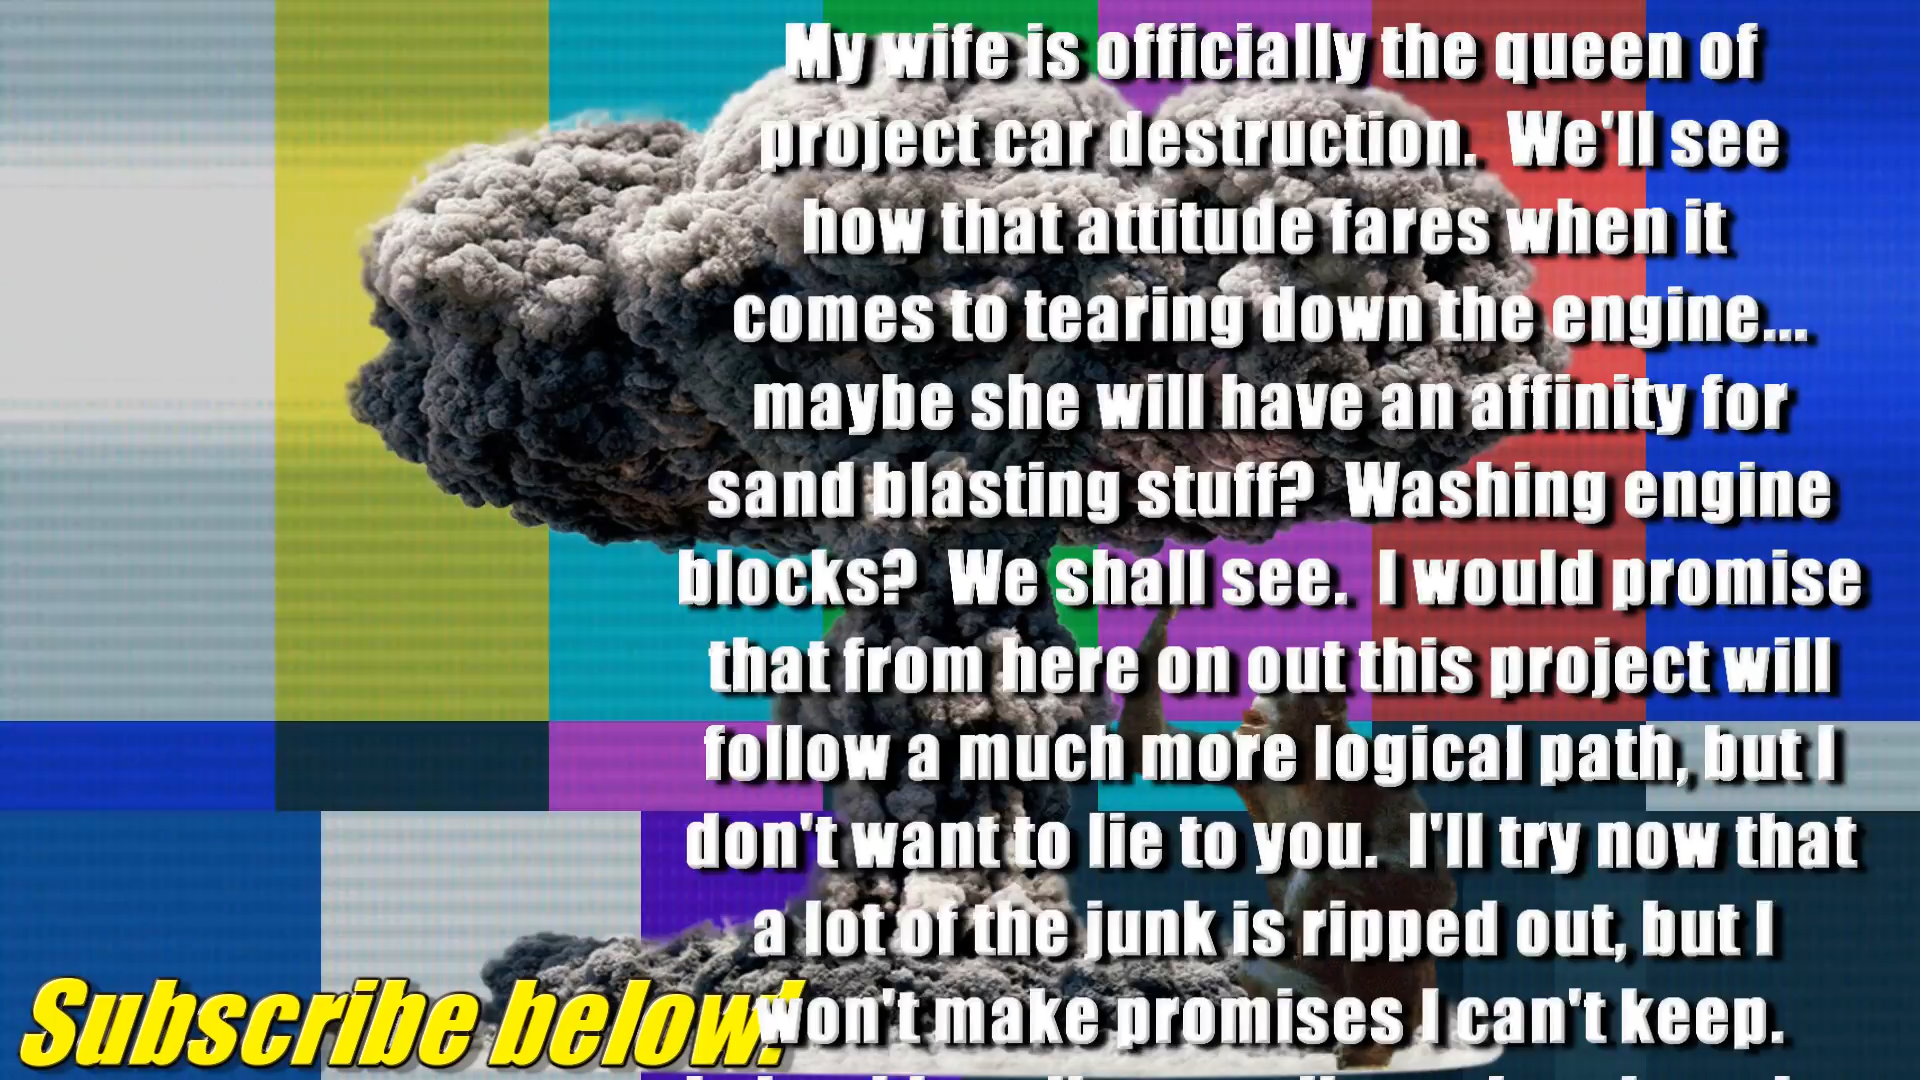 My wife is officially the queen of
project car destruction.  We'll see
how that attitude fares when it
comes to tearing down the engine...
maybe she will have an affinity for
sand blasting stuff?  Washing engine
blocks?  We shall see.  I would promise
that from here on out this project will
follow a much more logical path, but I
don't want to lie to you.  I'll try now that
a lot of the junk is ripped out, but I
won't make promises I can't keep.
Subscribe below!